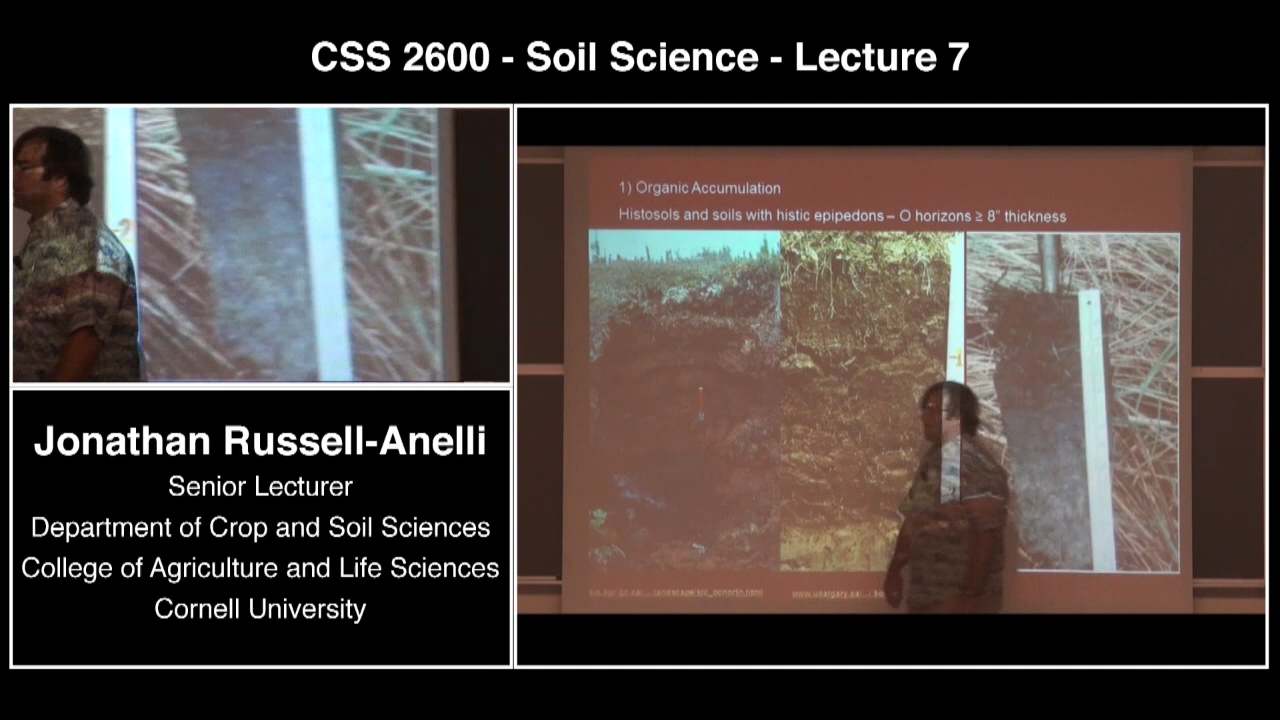 CSS 2600 - Soil Science - Lecture 7
1) Organic Accumulation
Histosols and soils with histic epipedons – O horizons ≥ 8" thickness
Jonathan Russell-Anelli
Senior Lecturer
Department of Crop and Soil Sciences
College of Agriculture and Life Sciences
Cornell University